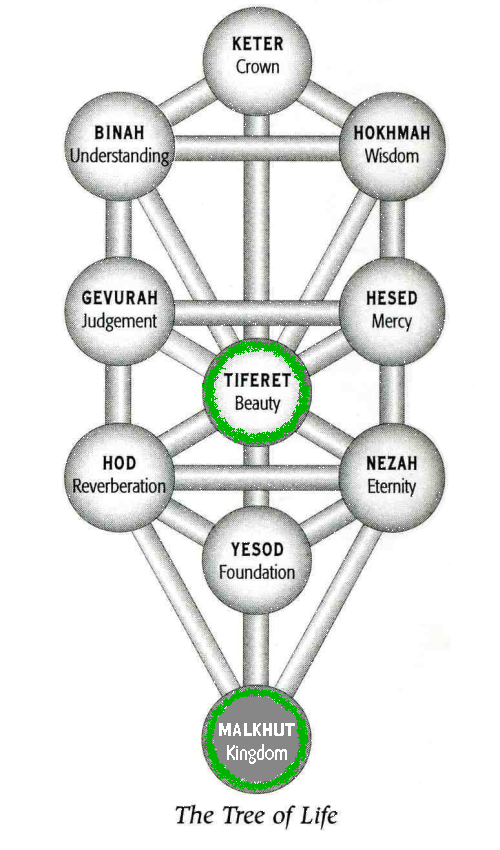 KETER
Crown
BINAH
Understanding
HOKHMAH
Wisdom
GEVURAH
Judgement
HESED
Mercy
TIFERET
Beauty
HOD
Reverberation
NEZAH
Eternity
YESOD
Foundation
MALKHUT
Kingdom
The Tree of Life